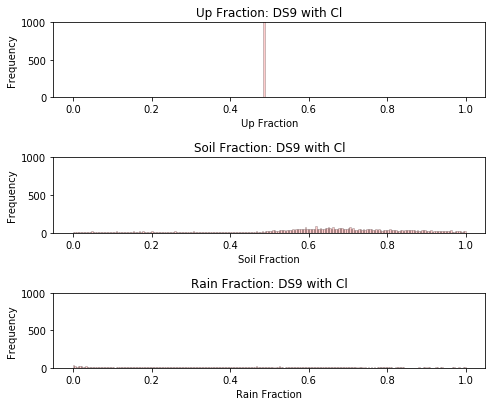 Up Fraction: DS9 with Cl
1000
500
0
Frequency
0.0 0.2 0.4 0.6 0.8 1.0
Up Fraction
Soil Fraction: DS9 with Cl
1000
500
0
Frequency
0.0 0.2 0.4 0.6 0.8 1.0
Soil Fraction
Rain Fraction: DS9 with Cl
1000
500
0
Frequency
0.0 0.2 0.4 0.6 0.8 1.0
Rain Fraction